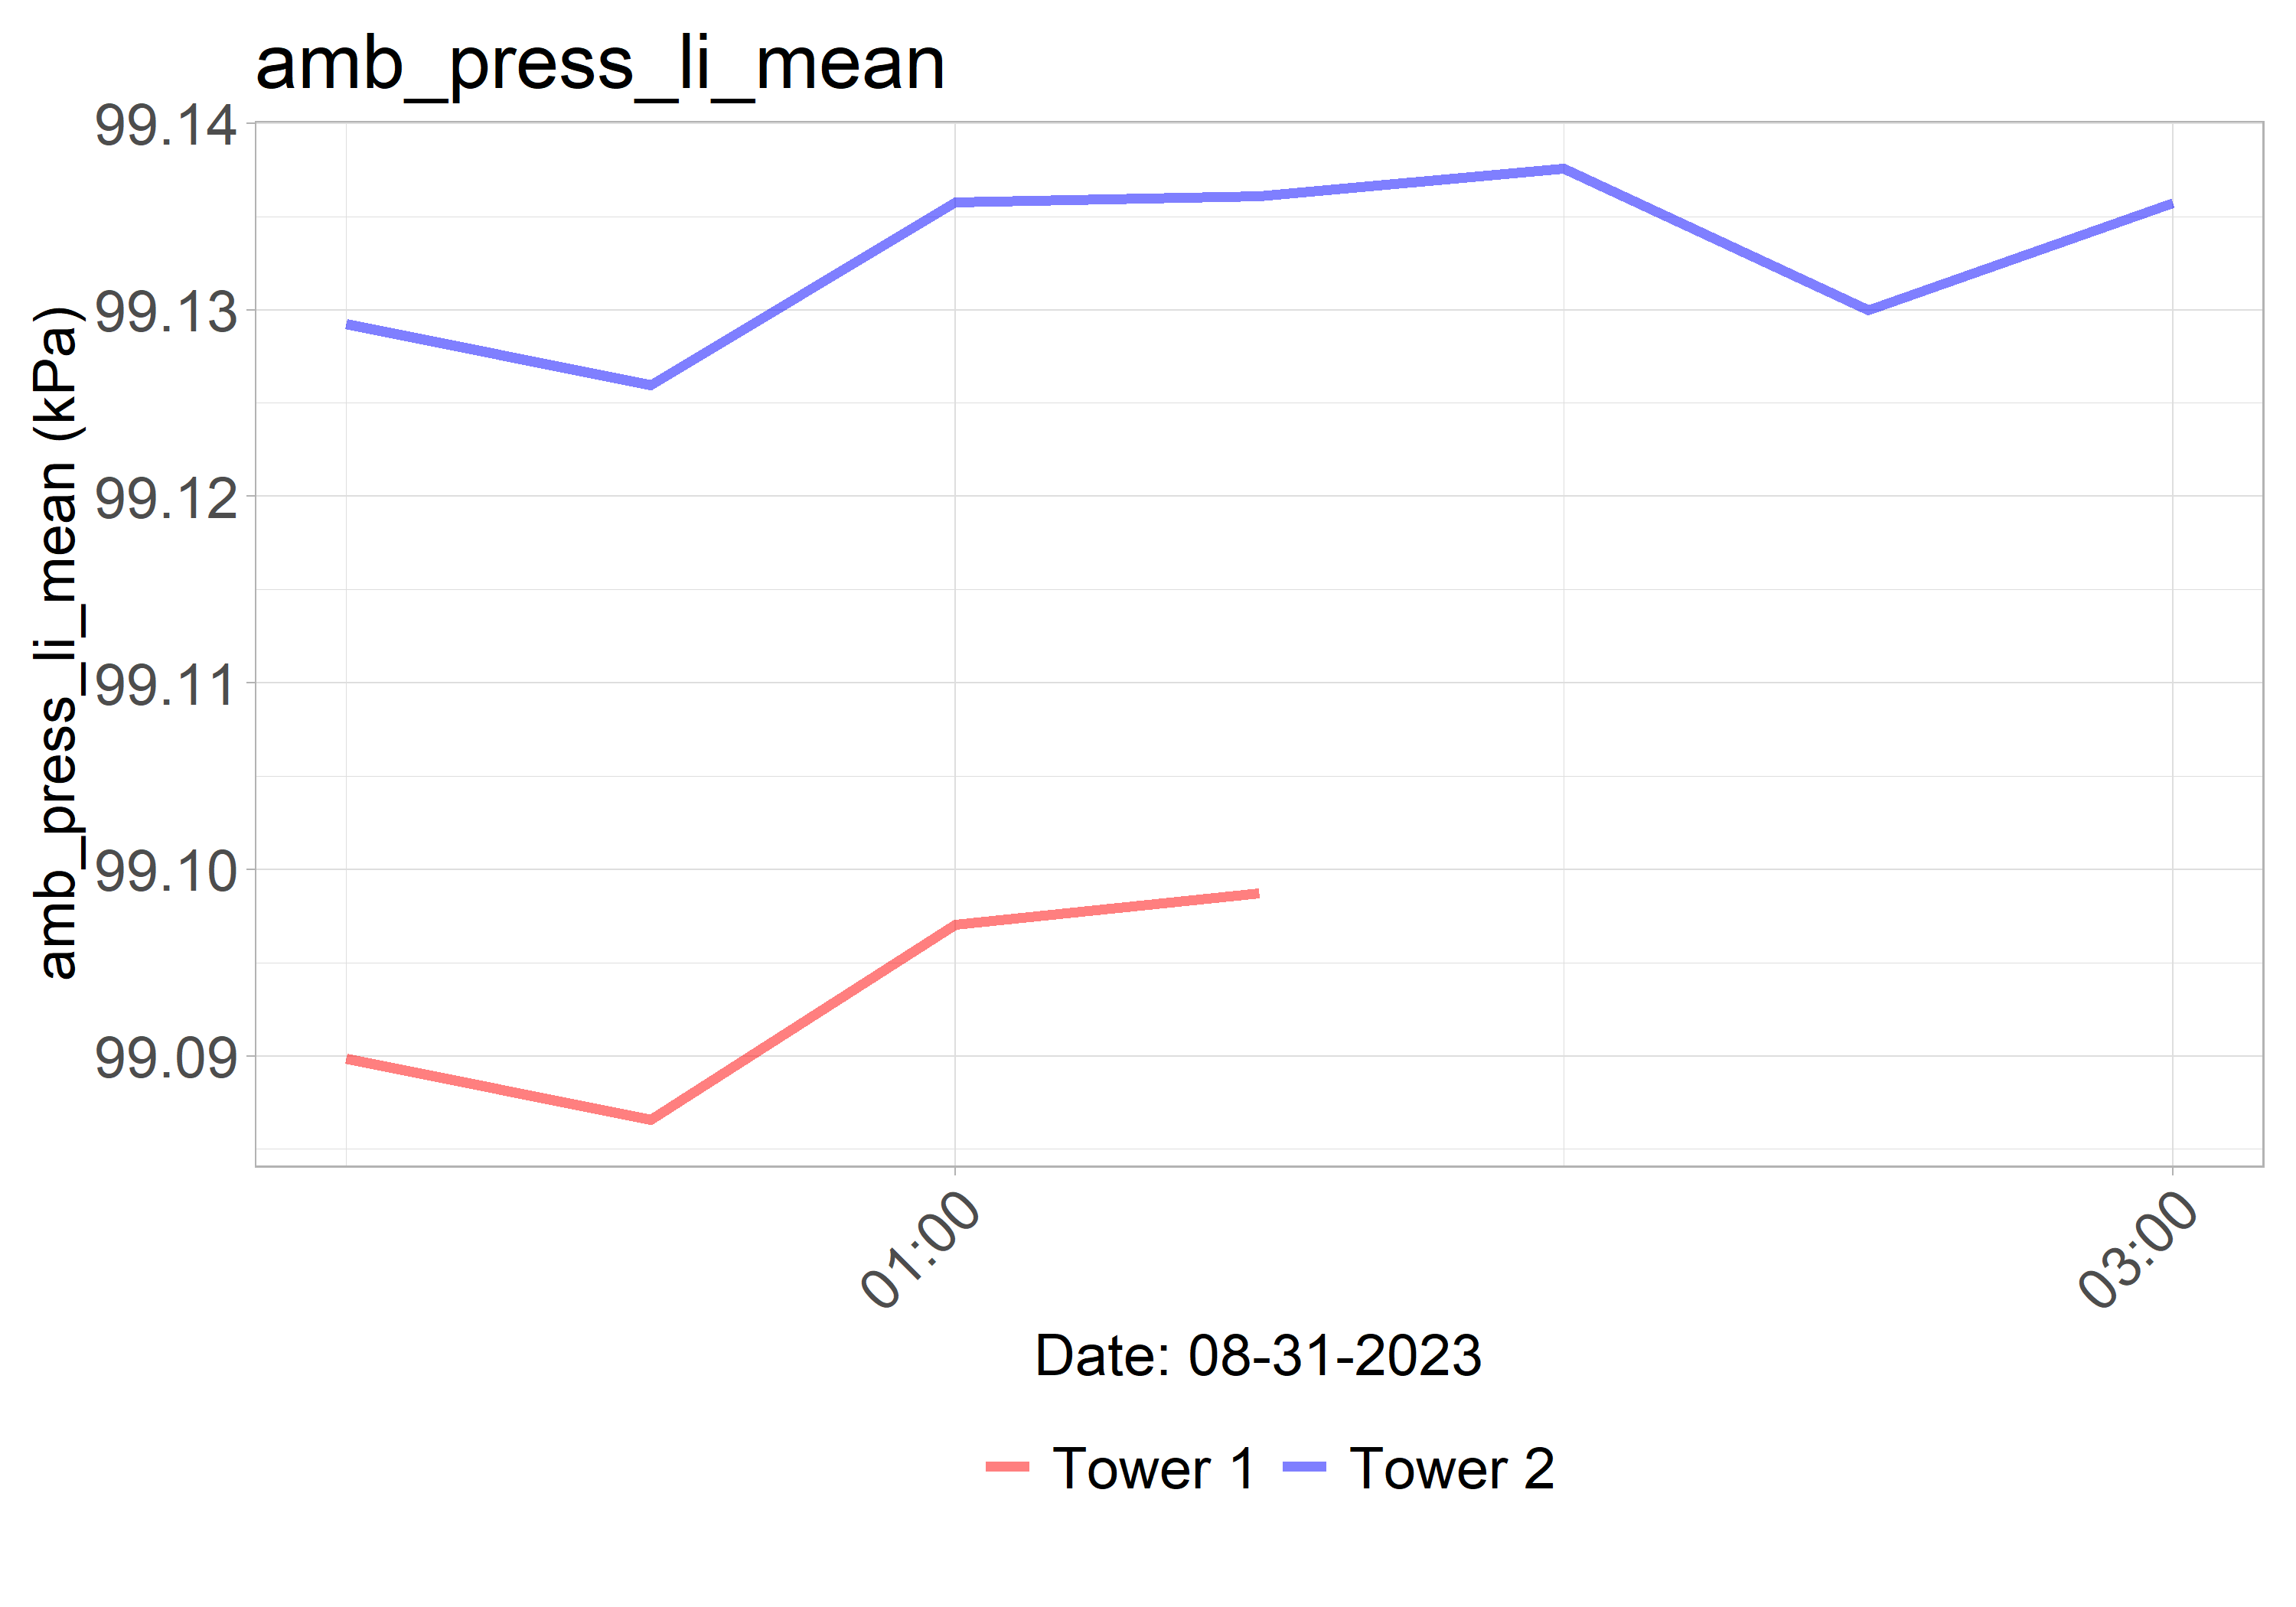 amb_press_li_mean
amb_press_li_mean (kPa)
99.14
99.13
99.12
99.11
99.10
99.09
01:00
03:00
Date: 08-31-2023
Tower 1
Tower 2